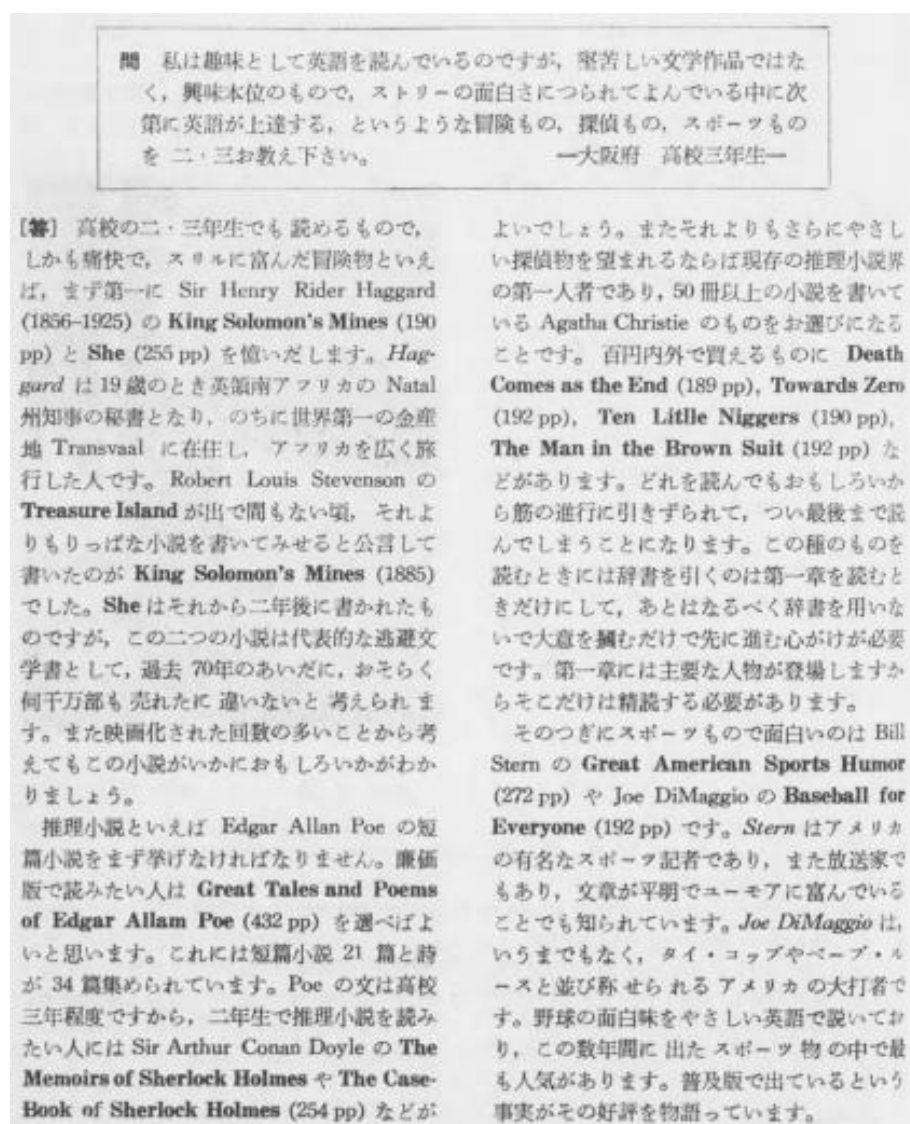 問　私は趣味として英語を読んでいるのですが，堅苦しい文学作品ではな
く，興味本位のもので，ストリーの面白さにつられてよんでいる中に次
第に英語が上達する，というような冒険もの，探偵もの，スポーツもの
を 二・三お教え下さい。　　　　　　　—大阪府　高校三年生—
[答]　高校の二・三年生でも 読めるもので，
しかも痛快で，スリルに富んだ冒険物といえ
ば，まず第一に Sir Henry Rider Haggard
(1856–1925) の King Solomon's Mines (190
pp) と She (255 pp) を憶いだします。Hag-
gard は 19 歳のとき英領南アフリカの Natal
州知事の秘書となり，のちに世界第一の金産
地 Transvaal に在住し，アフリカを広く旅
行した人です。Robert Louis Stevenson の
Treasure Island が出で間もない頃，それよ
りもりっぱな小説を書いてみせると公言して
書いたのが King Solomon's Mines (1885)
でした。She はそれから二年後に書かれたも
のですが，この二つの小説は代表的な逃避文
学書として，過去 70年のあいだに，おそらく
何千万部も 売れたに 違いないと 考えられ ま
す。また映画化された回数の多いことから考
えてもこの小説がいかにおもしろいかがわか
りましょう。
推理小説といえば Edgar Allan Poe の短
篇小説をまず挙げなければなりません。廉価
版で読みたい人は Great Tales and Poems
of Edgar Allam Poe (432 pp) を選べばよ
いと思います。これには短篇小説 21 篇と詩
が 34 篇集められています。Poe の文は高校
三年程度ですから，二年生で推理小説を読み
たい人には Sir Arthur Conan Doyle の The
Memoirs of Sherlock Holmes や The Case-
Book of Sherlock Holmes (254 pp) などが
よいでしょう。またそれよりもさらにやさし
い探偵物を望まれるならば現存の推理小説界
の第一人者であり，50 冊以上の小説を書いて
いる Agatha Christie のものをお選びになる
ことです。 百円内外で買えるものに Death
Comes as the End (189 pp), Towards Zero
(192 pp), Ten Litlle Niggers (190 pp),
The Man in the Brown Suit (192 pp) な
どがあります。どれを読んでもおもしろいか
ら筋の進行に引きずられて，つい最後まで読
んでしまうことになります。この種のものを
読むときには辞書を引くのは第一章を読むと
きだけにして，あとはなるべく辞書を用いな
いで大意を摑むだけで先に進む心がけが必要
です。第一章には主要な人物が登場しますか
らそこだけは精読する必要があります。
そのつぎにスポーツもので面白いのは Bill
Stern の Great American Sports Humor
(272 pp) や Joe DiMaggio の Baseball for
Everyone (192 pp) です。Stern はアメリカ
の有名なスポーツ記者であり，また放送家で
もあり，文章が平明でユーモアに富んでいる
ことでも知られています。Joe DiMaggio は，
いうまでもなく，タイ・コッブやベーブ・ル
ースと並び称 せら れる アメリカ の大打者で
す。野球の面白味をやさしい英語で説いてお
り，この数年間に 出た スポーツ 物 の中で最
も人気があります。普及版で出ているという
事実がその好評を物語っています。